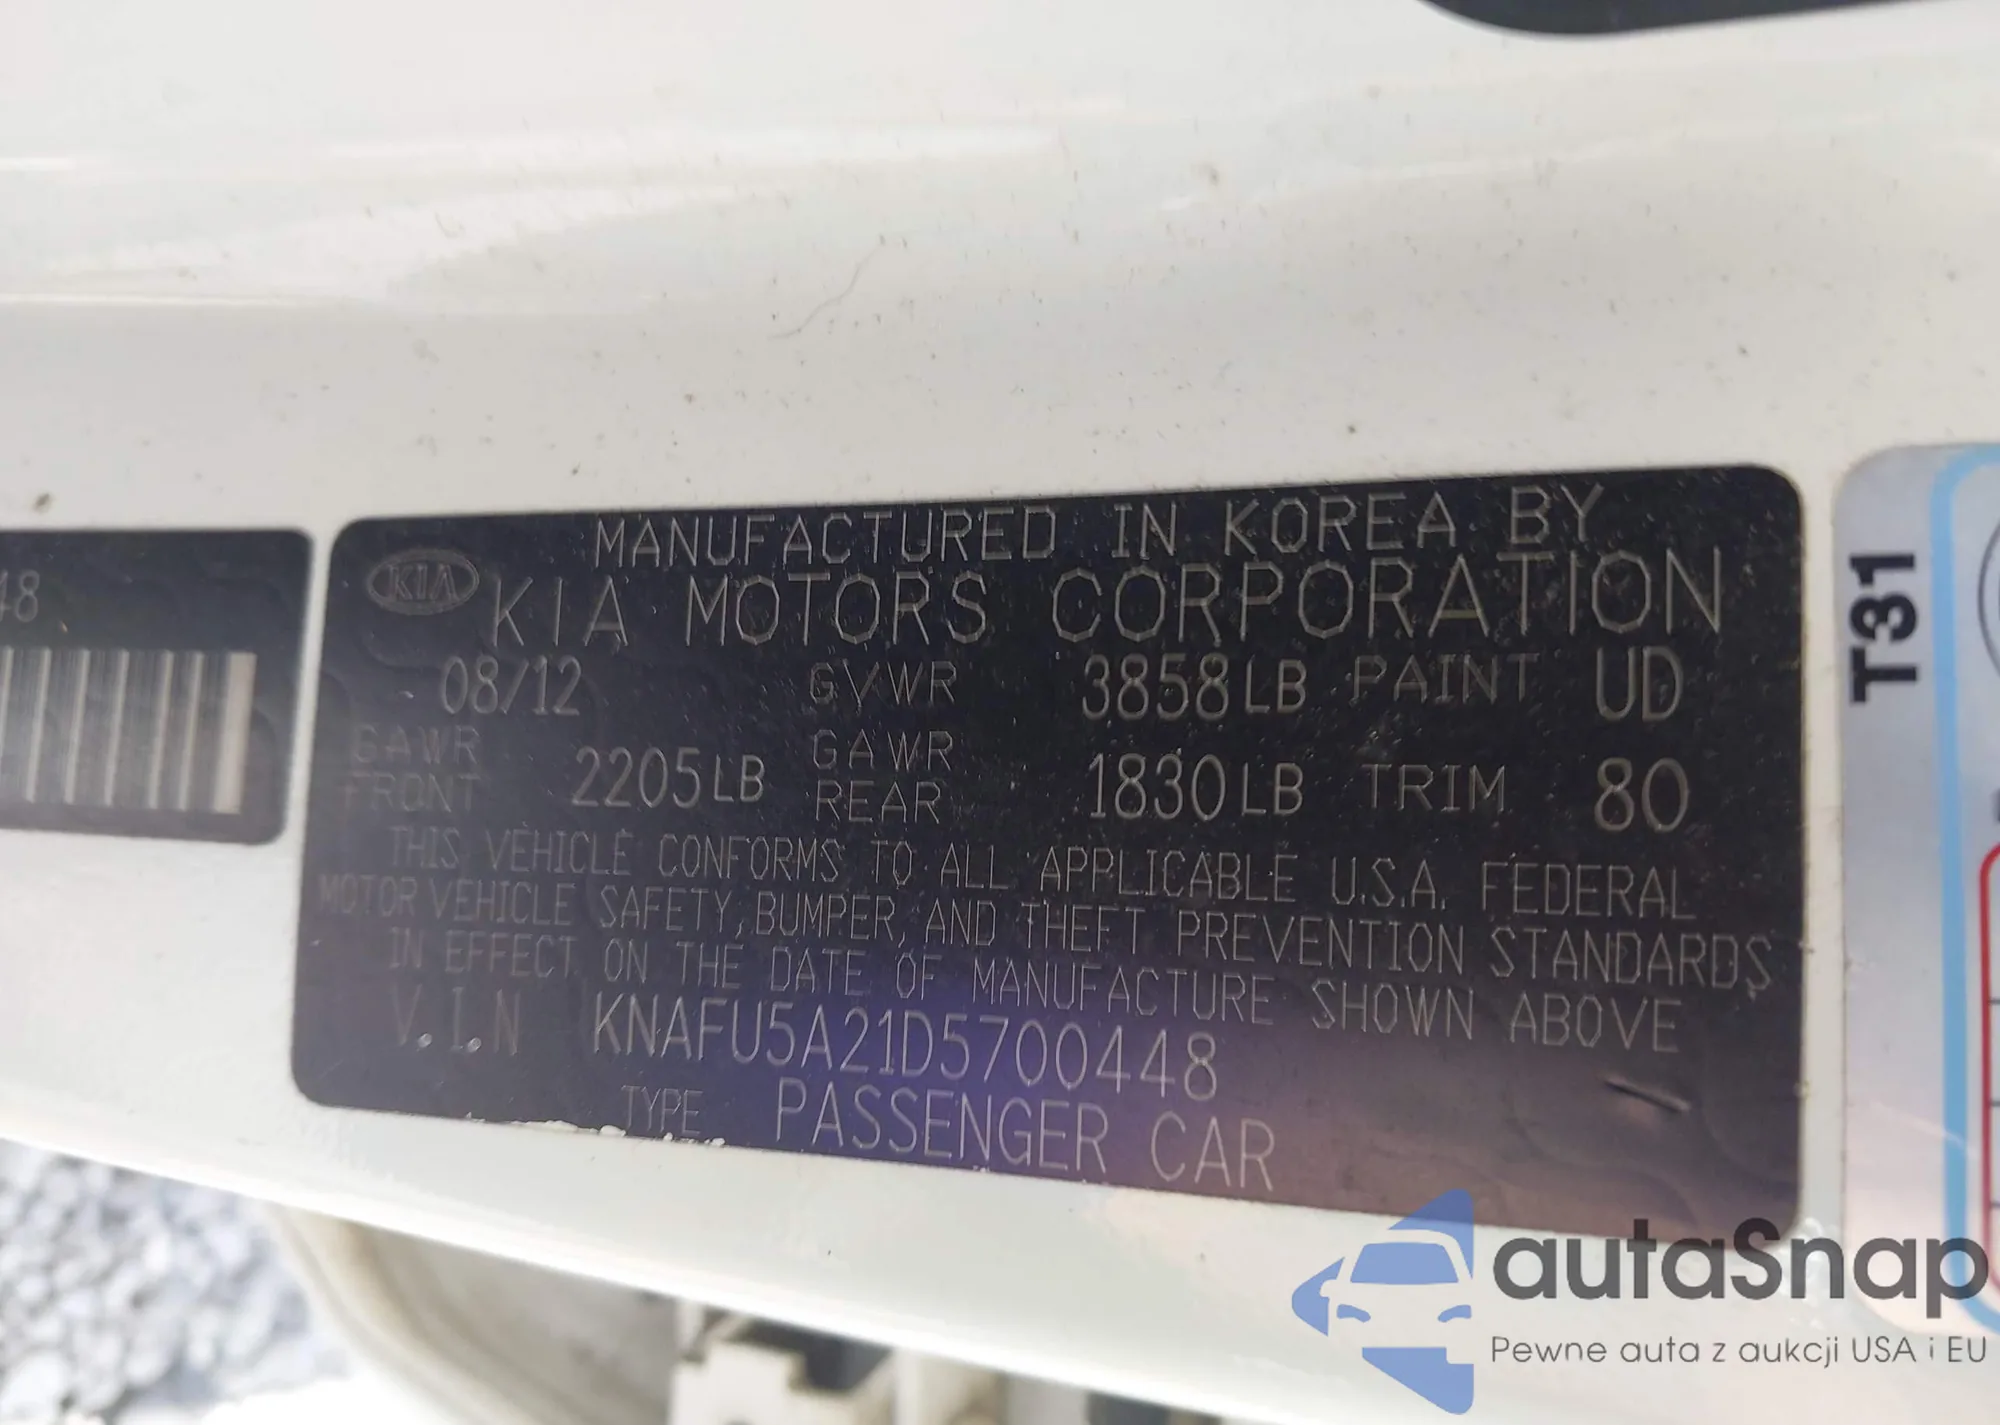 48
MANUFACTURED IN KOREA BY
KIA
KIA MOTORS CORPORATION
08/12 GVWR 3858LB PAINT UD
GAWR FRONT 2205LB GAWR REAR 1830LB TRIM 80
THIS VEHICLE CONFORMS TO ALL APPLICABLE U.S.A. FEDERAL
MOTOR VEHICLE SAFETY, BUMPER, AND THEFT PREVENTION STANDARDS
IN EFFECT ON THE DATE OF MANUFACTURE SHOWN ABOVE
V.I.N KNAFU5A21D5700448
TYPE PASSENGER CAR
T31
autaSnap
Pewne auta z aukcji USA i EU